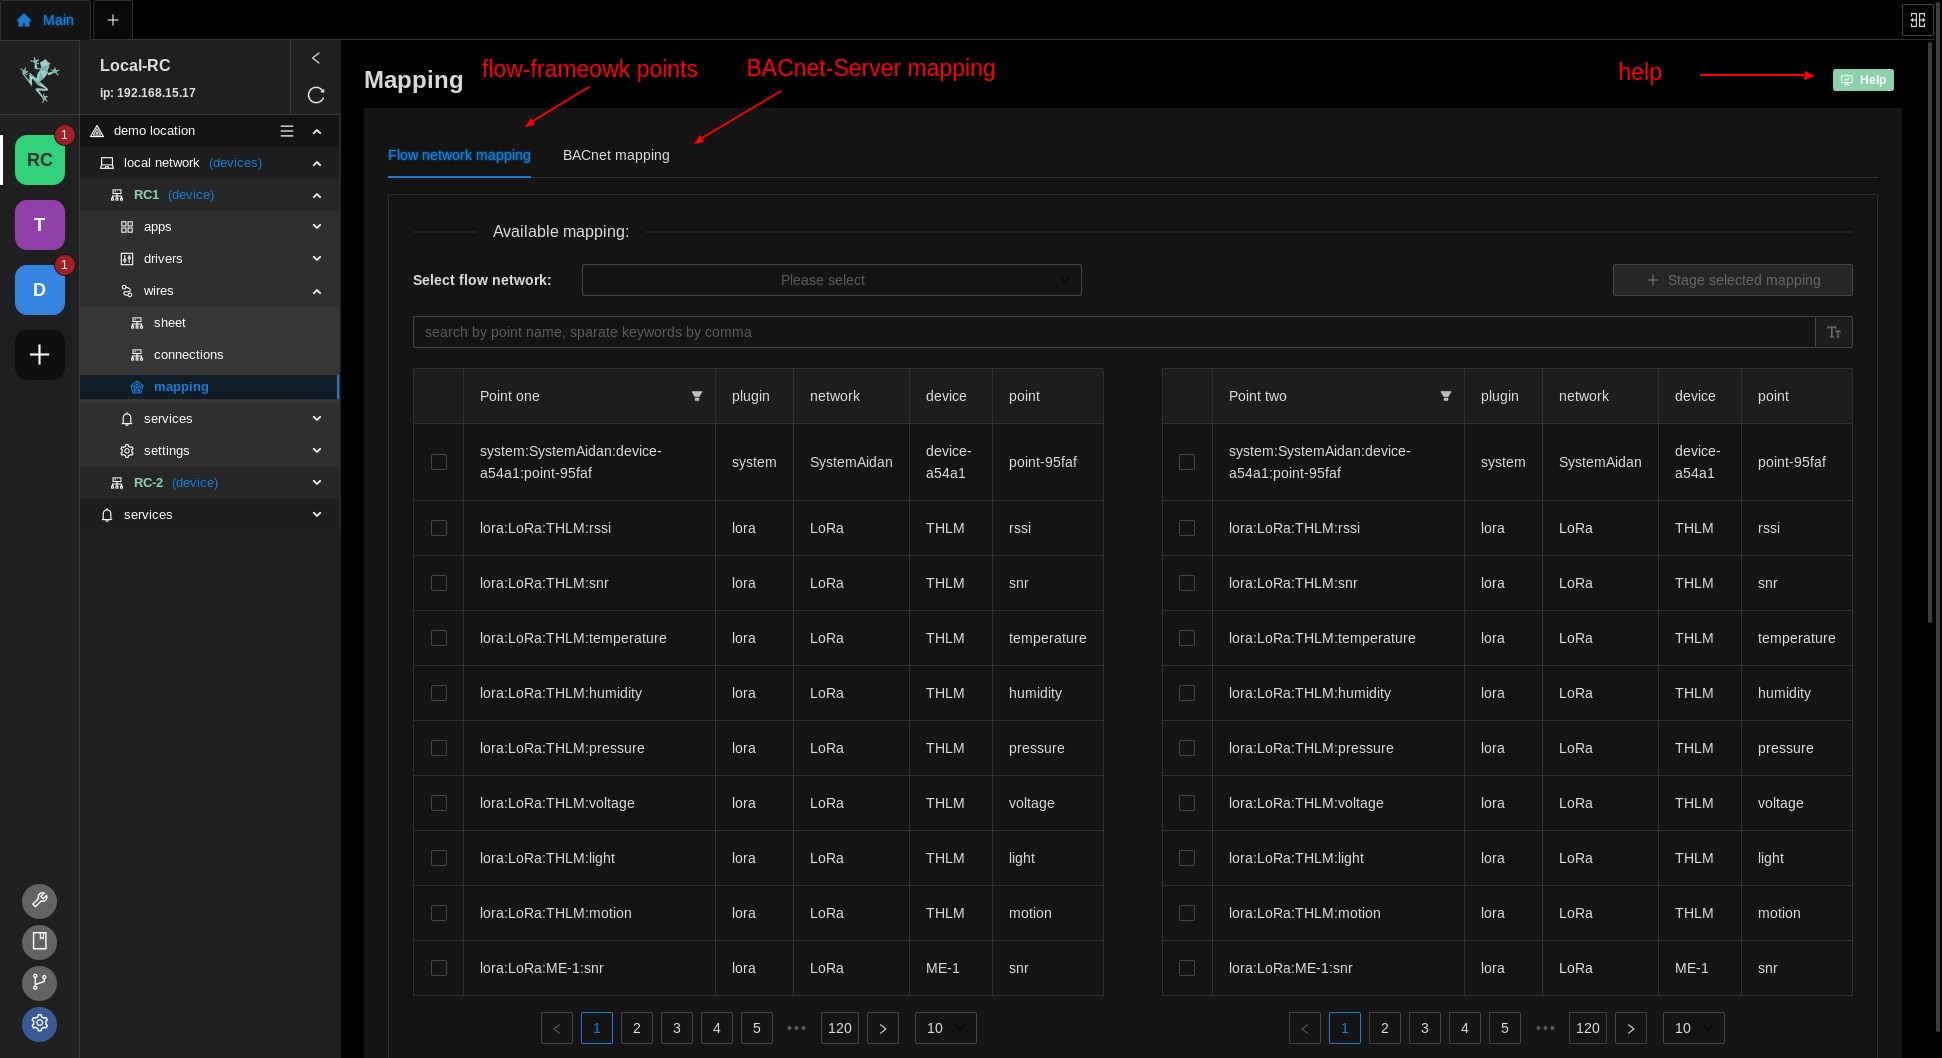 Main
Local-RC
ip: 192.168.15.17
RC
1
T
D
1
demo location
local network (devices)
RC1 (device)
apps
drivers
wires
sheet
connections
mapping
services
settings
RC-2 (device)
services
Mapping
flow-frameowk points
BACnet-Server mapping
help
Help
Flow network mapping
BACnet mapping
Available mapping:
Select flow network:
Please select
Stage selected mapping
search by point name, sparate keywords by comma
Point one plugin network device point
system:SystemAidan:device-
a54a1:point-95faf
system SystemAidan
device-
a54a1
point-95faf
lora:LoRa:THLM:rssi lora LoRa THLM rssi
lora:LoRa:THLM:snr lora LoRa THLM snr
lora:LoRa:THLM:temperature lora LoRa THLM temperature
lora:LoRa:THLM:humidity lora LoRa THLM humidity
lora:LoRa:THLM:pressure lora LoRa THLM pressure
lora:LoRa:THLM:voltage lora LoRa THLM voltage
lora:LoRa:THLM:light lora LoRa THLM light
lora:LoRa:THLM:motion lora LoRa THLM motion
lora:LoRa:ME-1:snr lora LoRa ME-1 snr
1 2 3 4 5 ••• 120 10
Point two plugin network device point
system:SystemAidan:device-
a54a1:point-95faf
system SystemAidan
device-
a54a1
point-95faf
lora:LoRa:THLM:rssi lora LoRa THLM rssi
lora:LoRa:THLM:snr lora LoRa THLM snr
lora:LoRa:THLM:temperature lora LoRa THLM temperature
lora:LoRa:THLM:humidity lora LoRa THLM humidity
lora:LoRa:THLM:pressure lora LoRa THLM pressure
lora:LoRa:THLM:voltage lora LoRa THLM voltage
lora:LoRa:THLM:light lora LoRa THLM light
lora:LoRa:THLM:motion lora LoRa THLM motion
lora:LoRa:ME-1:snr lora LoRa ME-1 snr
1 2 3 4 5 ••• 120 10